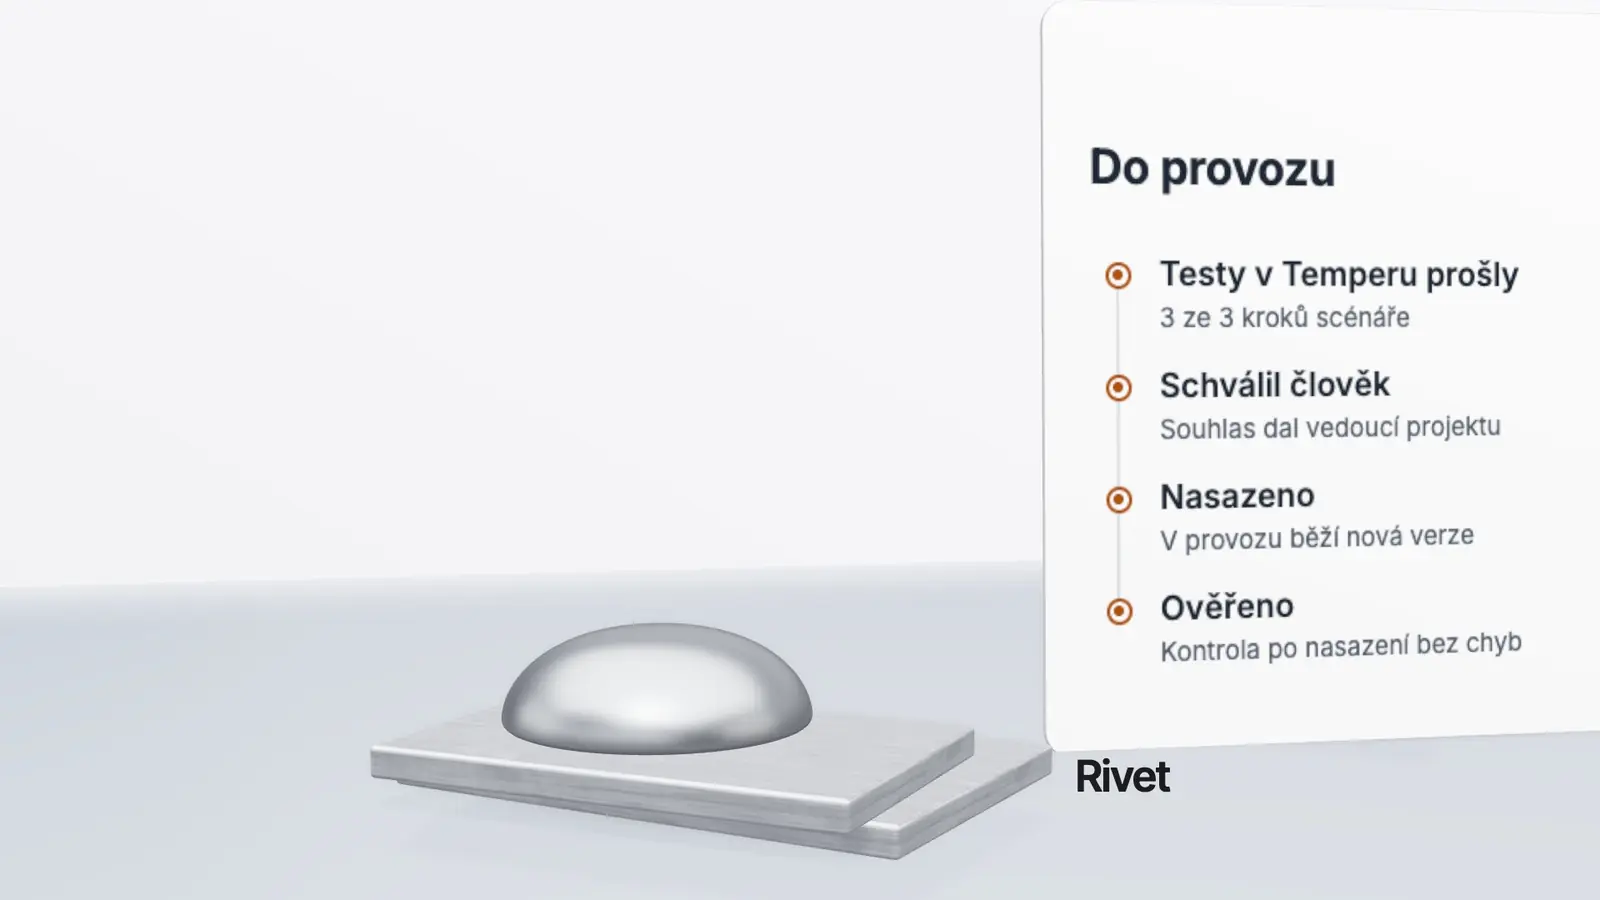 Do provozu
Testy v Temperu prošly
3 ze 3 kroků scénáře
Schválil člověk
Souhlas dal vedoucí projektu
Nasazeno
V provozu běží nová verze
Ověřeno
Kontrola po nasazení bez chyb
Rivet